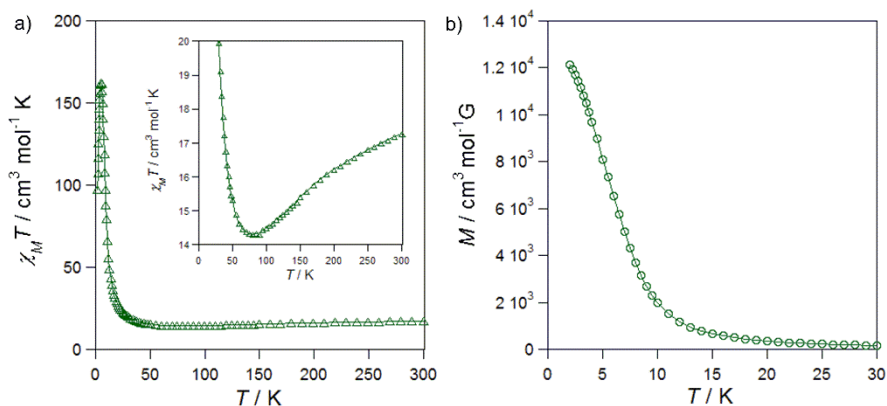 a)
200
150
100
50
0
χ_M T / cm³ mol⁻¹ K
0 50 100 150 200 250 300
T / K
20
19
18
17
16
15
14
χ_M T / cm³ mol⁻¹ K
0 50 100 150 200 250 300
T / K
b)
1.4 10⁴
1.2 10⁴
1 10⁴
8 10³
6 10³
4 10³
2 10³
0
M / cm³ mol⁻¹G
0 5 10 15 20 25 30
T / K